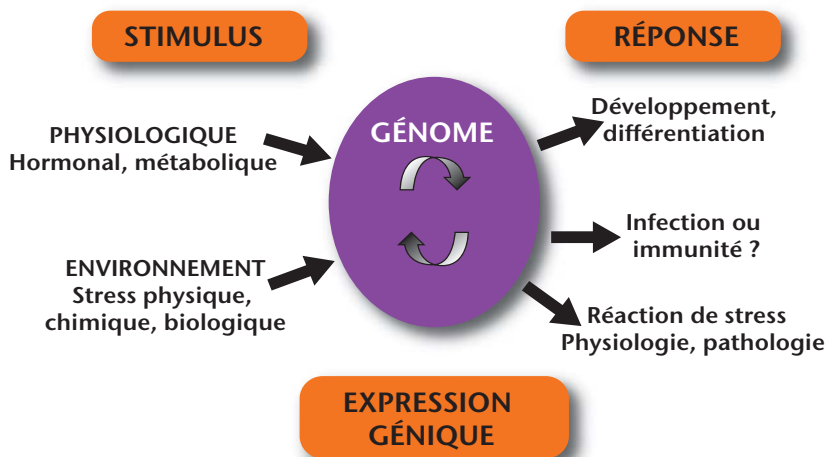 STIMULUS
RÉPONSE
PHYSIOLOGIQUE
Hormonal, métabolique
ENVIRONNEMENT
Stress physique,
chimique, biologique
GÉNOME
Développement,
différentiation
Infection ou
immunité ?
Réaction de stress
Physiologie, pathologie
EXPRESSION
GÉNIQUE